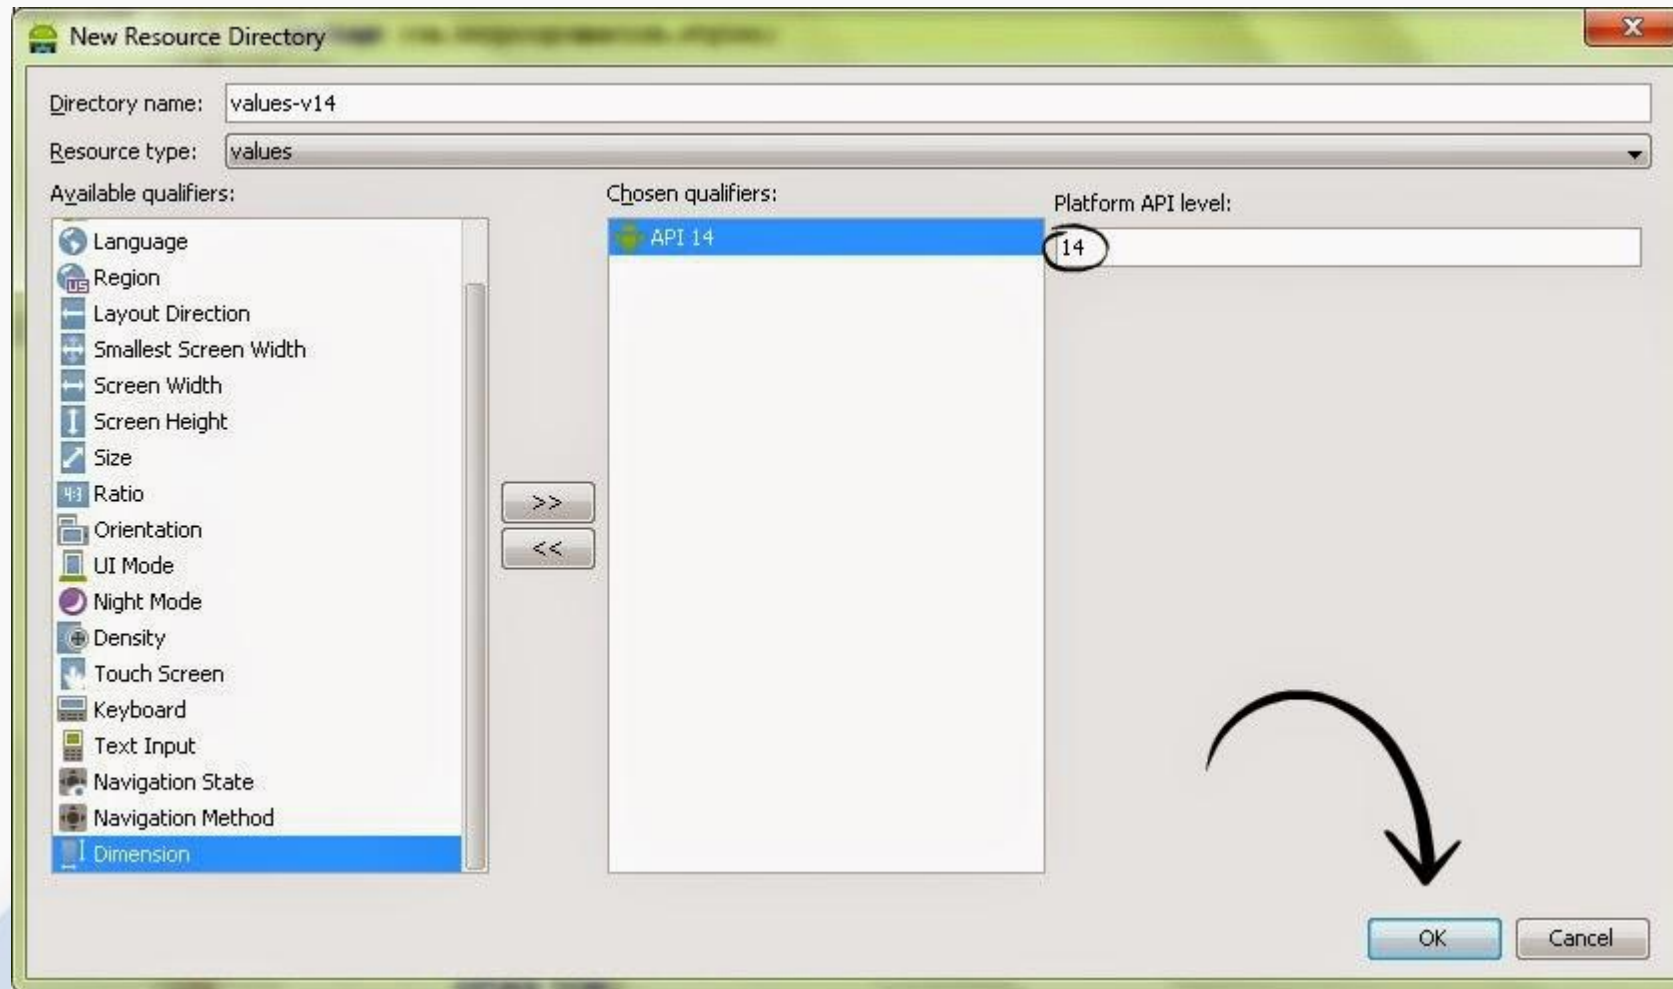 New Resource Directory
Directory name: values-v14
Resource type: values
Available qualifiers:
Language
Region
Layout Direction
Smallest Screen Width
Screen Width
Screen Height
Size
4:3 Ratio
Orientation
UI Mode
Night Mode
Density
Touch Screen
Keyboard
Text Input
Navigation State
Navigation Method
Dimension
>>
<<
Chosen qualifiers:
API 14
Platform API level:
14
OK Cancel